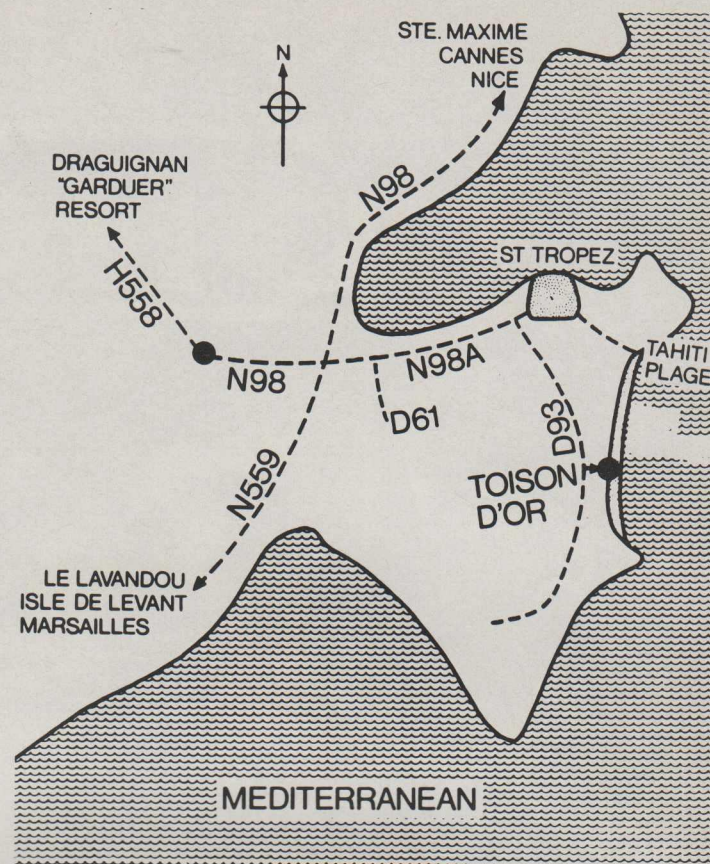 STE. MAXIME
CANNES
NICE
N
DRAGUIGNAN
"GARDUER"
RESORT
N98
H558
ST TROPEZ
TAHITI
PLAGE
N98
N98A
D61
D93
TOISON
D'OR
N559
LE LAVANDOU
ISLE DE LEVANT
MARSAILLES
MEDITERRANEAN